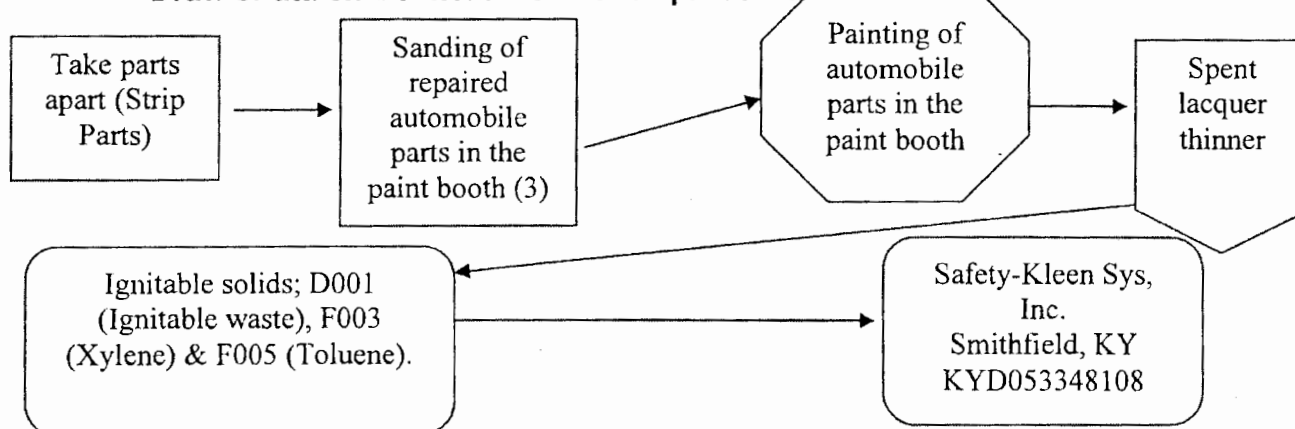 Take parts
apart (Strip
Parts)
Sanding of
repaired
automobile
parts in the
paint booth (3)
Painting of
automobile
parts in the
paint booth
Spent
lacquer
thinner
Ignitable solids; D001
(Ignitable waste), F003
(Xylene) & F005 (Toluene).
Safety-Kleen Sys,
Inc.
Smithfield, KY
KYD053348108